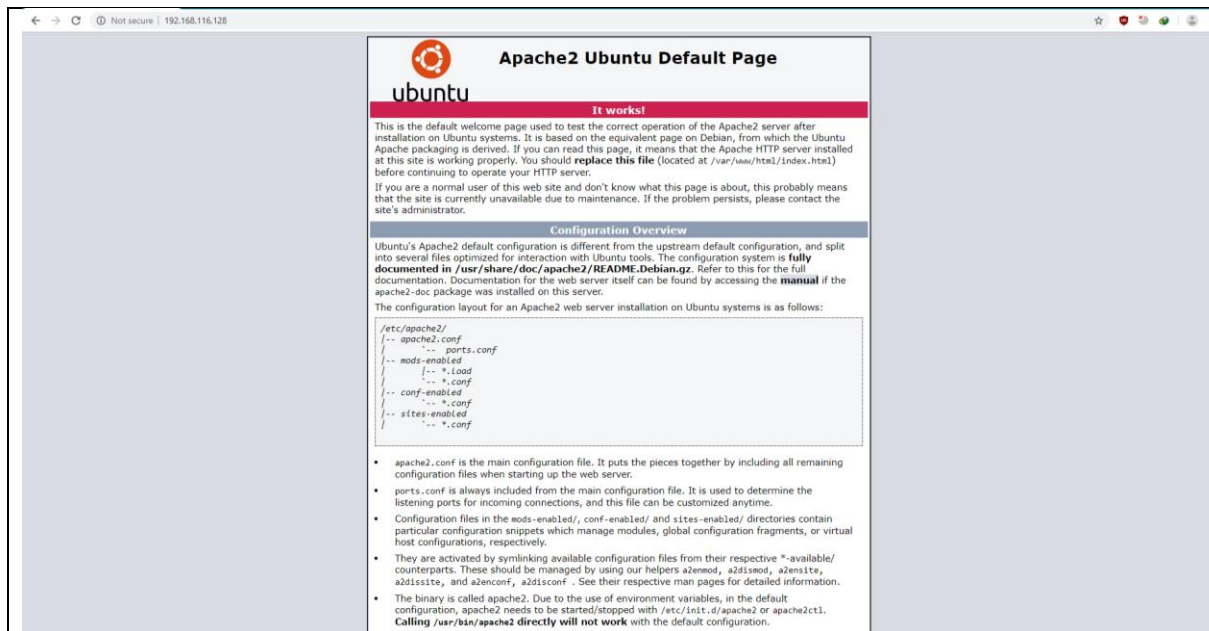 Not secure | 192.168.116.128
ubuntu
Apache2 Ubuntu Default Page
It works!
This is the default welcome page used to test the correct operation of the Apache2 server after
installation on Ubuntu systems. It is based on the equivalent page on Debian, from which the Ubuntu
Apache packaging is derived. If you can read this page, it means that the Apache HTTP server installed
at this site is working properly. You should replace this file (located at /var/www/html/index.html)
before continuing to operate your HTTP server.
If you are a normal user of this web site and don't know what this page is about, this probably means
that the site is currently unavailable due to maintenance. If the problem persists, please contact the
site's administrator.
Configuration Overview
Ubuntu's Apache2 default configuration is different from the upstream default configuration, and split
into several files optimized for interaction with Ubuntu tools. The configuration system is fully
documented in /usr/share/doc/apache2/README.Debian.gz. Refer to this for the full
documentation. Documentation for the web server itself can be found by accessing the manual if the
apache2-doc package was installed on this server.
The configuration layout for an Apache2 web server installation on Ubuntu systems is as follows:
/etc/apache2/
|-- apache2.conf
|       `--  ports.conf
|-- mods-enabled
|       |-- *.load
|       `-- *.conf
|-- conf-enabled
|       `-- *.conf
|-- sites-enabled
|       `-- *.conf
• apache2.conf is the main configuration file. It puts the pieces together by including all remaining
configuration files when starting up the web server.
• ports.conf is always included from the main configuration file. It is used to determine the
listening ports for incoming connections, and this file can be customized anytime.
• Configuration files in the mods-enabled/, conf-enabled/ and sites-enabled/ directories contain
particular configuration snippets which manage modules, global configuration fragments, or virtual
host configurations, respectively.
• They are activated by symlinking available configuration files from their respective *-available/
counterparts. These should be managed by using our helpers a2enmod, a2dismod, a2ensite,
a2dissite, and a2enconf, a2disconf . See their respective man pages for detailed information.
• The binary is called apache2. Due to the use of environment variables, in the default
configuration, apache2 needs to be started/stopped with /etc/init.d/apache2 or apache2ctl.
Calling /usr/bin/apache2 directly will not work with the default configuration.